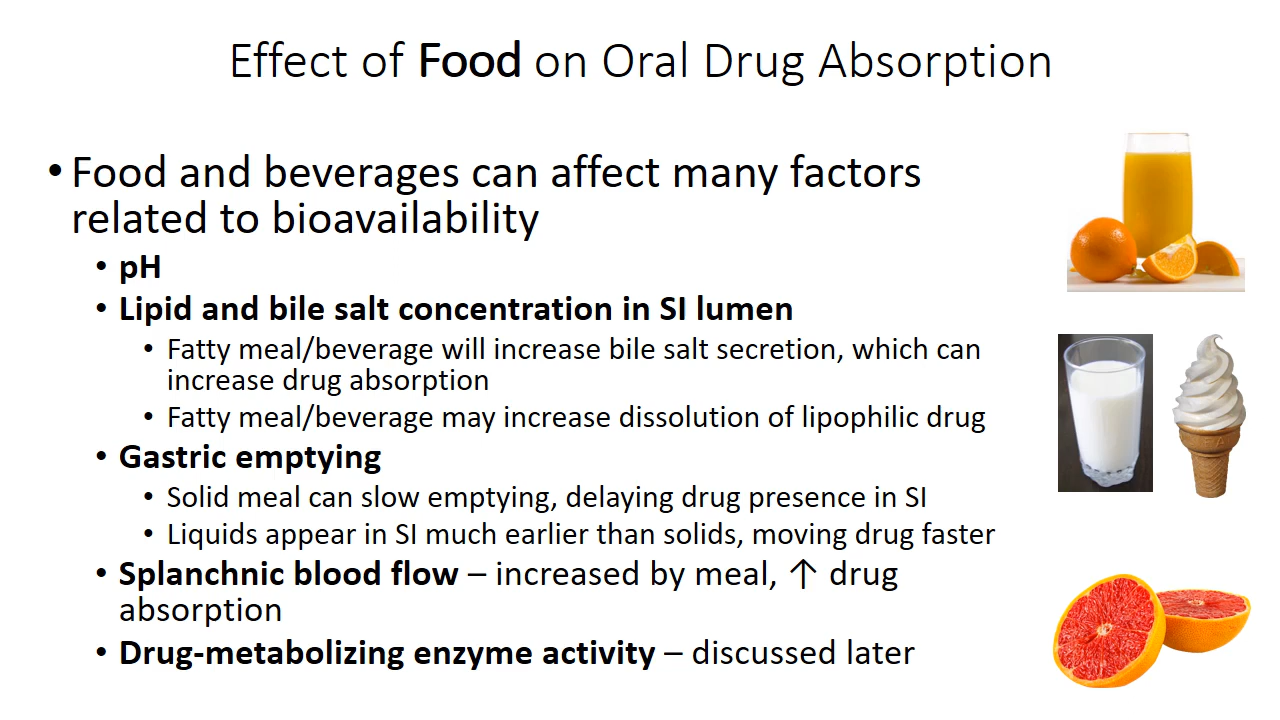 Effect of Food on Oral Drug Absorption
• Food and beverages can affect many factors
related to bioavailability
• pH
• Lipid and bile salt concentration in SI lumen
• Fatty meal/beverage will increase bile salt secretion, which can
increase drug absorption
• Fatty meal/beverage may increase dissolution of lipophilic drug
• Gastric emptying
• Solid meal can slow emptying, delaying drug presence in SI
• Liquids appear in SI much earlier than solids, moving drug faster
• Splanchnic blood flow – increased by meal, ↑ drug
absorption
• Drug-metabolizing enzyme activity – discussed later